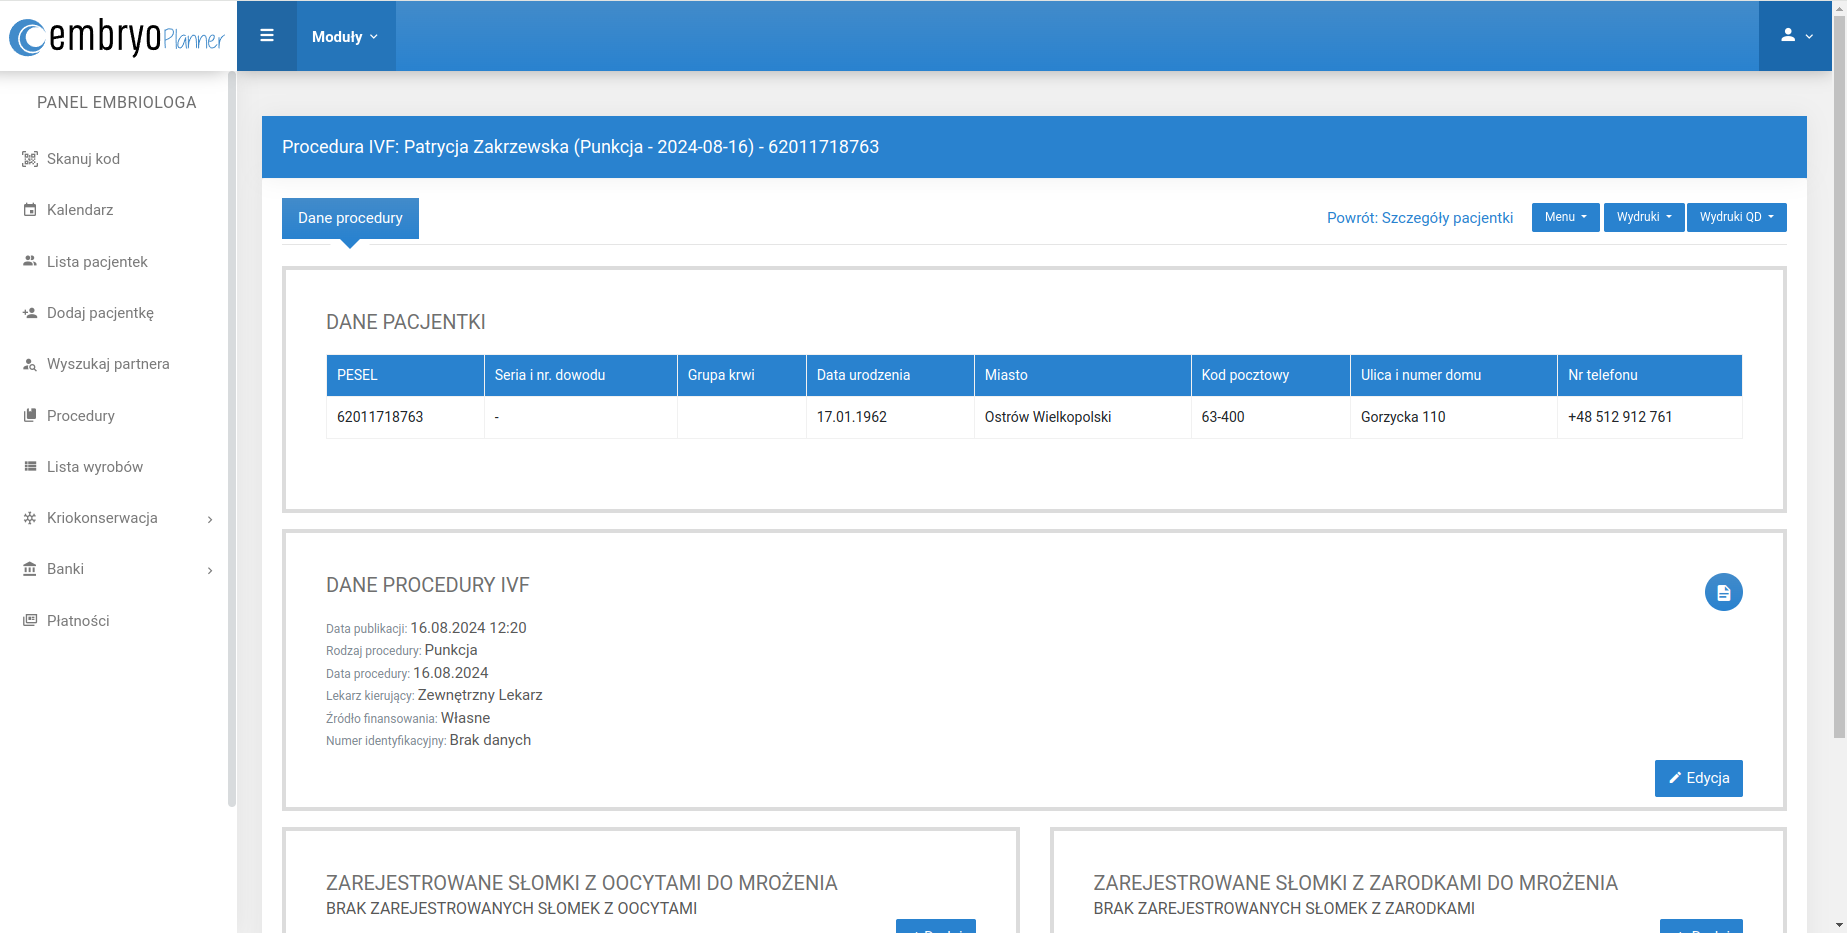 embryoPlanner
Moduły
PANEL EMBRIOLOGA
Skanuj kod
Kalendarz
Lista pacjentek
Dodaj pacjentkę
Wyszukaj partnera
Procedury
Lista wyrobów
Kriokonserwacja
Banki
Płatności
Procedura IVF: Patrycja Zakrzewska (Punkcja - 2024-08-16) - 62011718763
Dane procedury
Powrót: Szczegóły pacjentki
Menu
Wydruki
Wydruki QD
DANE PACJENTKI
PESEL Seria i nr. dowodu Grupa krwi Data urodzenia Miasto Kod pocztowy Ulica i numer domu Nr telefonu
62011718763 - 17.01.1962 Ostrów Wielkopolski 63-400 Gorzycka 110 +48 512 912 761
DANE PROCEDURY IVF
Data publikacji: 16.08.2024 12:20
Rodzaj procedury: Punkcja
Data procedury: 16.08.2024
Lekarz kierujący: Zewnętrzny Lekarz
Źródło finansowania: Własne
Numer identyfikacyjny: Brak danych
Edycja
ZAREJESTROWANE SŁOMKI Z OOCYTAMI DO MROŻENIA
BRAK ZAREJESTROWANYCH SŁOMEK Z OOCYTAMI
ZAREJESTROWANE SŁOMKI Z ZARODKAMI DO MROŻENIA
BRAK ZAREJESTROWANYCH SŁOMEK Z ZARODKAMI